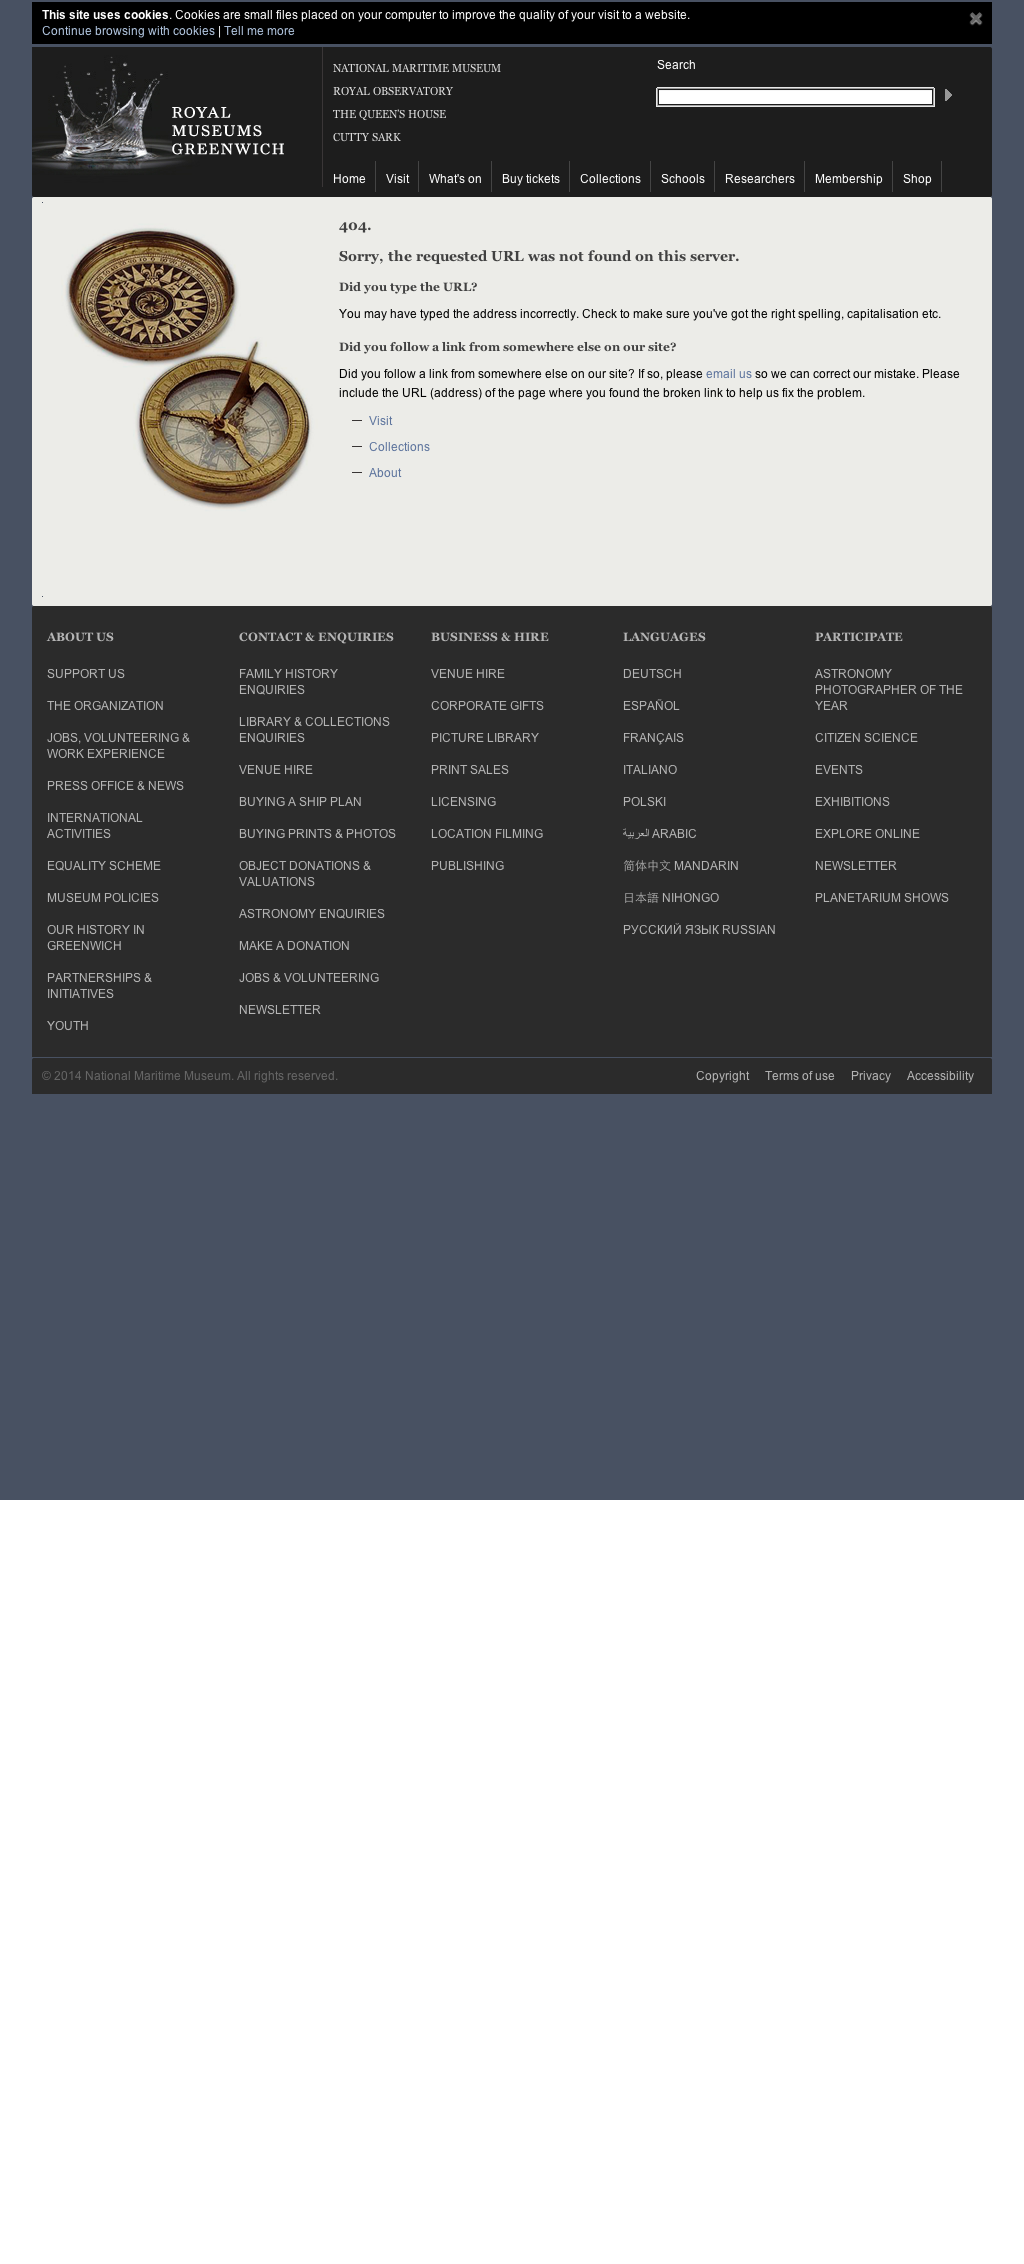 This site uses cookies. Cookies are small files placed on your computer to improve the quality of your visit to a website.
Continue browsing with cookies | Tell me more
ROYAL
MUSEUMS
GREENWICH
NATIONAL MARITIME MUSEUM
ROYAL OBSERVATORY
THE QUEEN'S HOUSE
CUTTY SARK
Search
Home Visit What's on Buy tickets Collections Schools Researchers Membership Shop
404.
Sorry, the requested URL was not found on this server.
Did you type the URL?
You may have typed the address incorrectly. Check to make sure you've got the right spelling, capitalisation etc.
Did you follow a link from somewhere else on our site?
Did you follow a link from somewhere else on our site? If so, please email us so we can correct our mistake. Please
include the URL (address) of the page where you found the broken link to help us fix the problem.
— Visit
— Collections
— About
ABOUT US
SUPPORT US
THE ORGANIZATION
JOBS, VOLUNTEERING &
WORK EXPERIENCE
PRESS OFFICE & NEWS
INTERNATIONAL
ACTIVITIES
EQUALITY SCHEME
MUSEUM POLICIES
OUR HISTORY IN
GREENWICH
PARTNERSHIPS &
INITIATIVES
YOUTH
CONTACT & ENQUIRIES
FAMILY HISTORY
ENQUIRIES
LIBRARY & COLLECTIONS
ENQUIRIES
VENUE HIRE
BUYING A SHIP PLAN
BUYING PRINTS & PHOTOS
OBJECT DONATIONS &
VALUATIONS
ASTRONOMY ENQUIRIES
MAKE A DONATION
JOBS & VOLUNTEERING
NEWSLETTER
BUSINESS & HIRE
VENUE HIRE
CORPORATE GIFTS
PICTURE LIBRARY
PRINT SALES
LICENSING
LOCATION FILMING
PUBLISHING
LANGUAGES
DEUTSCH
ESPAÑOL
FRANÇAIS
ITALIANO
POLSKI
العربية ARABIC
简体中文 MANDARIN
日本語 NIHONGO
РУССКИЙ ЯЗЫК RUSSIAN
PARTICIPATE
ASTRONOMY
PHOTOGRAPHER OF THE
YEAR
CITIZEN SCIENCE
EVENTS
EXHIBITIONS
EXPLORE ONLINE
NEWSLETTER
PLANETARIUM SHOWS
© 2014 National Maritime Museum. All rights reserved.
Copyright Terms of use Privacy Accessibility